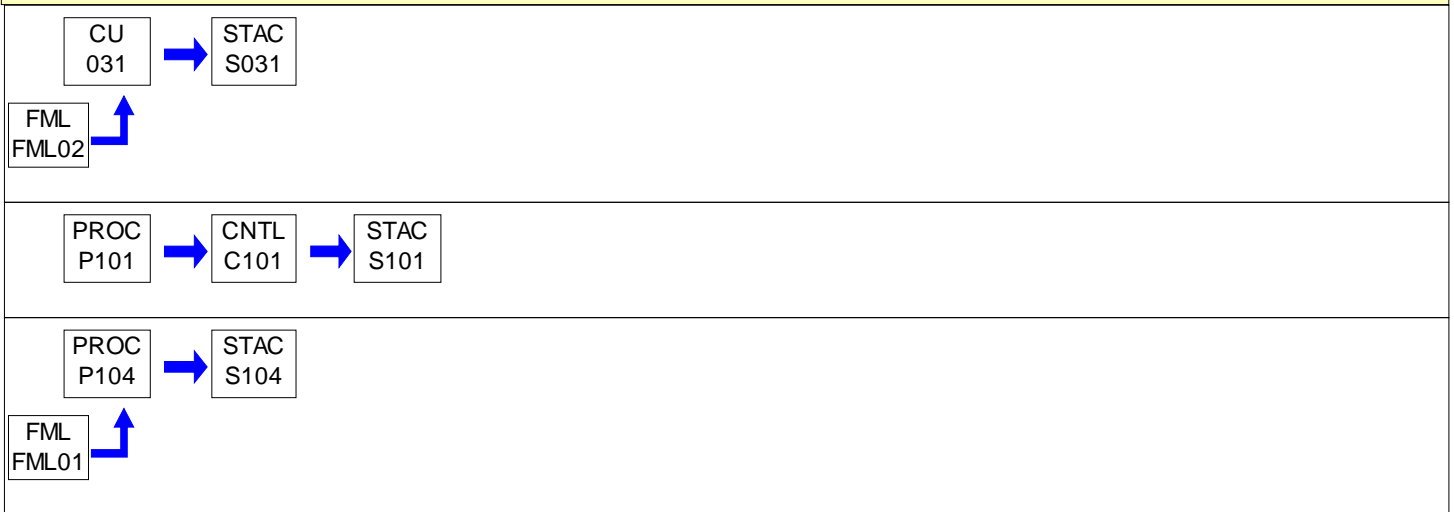 CU
031
STAC
S031
FML
FML02
PROC
P101
CNTL
C101
STAC
S101
PROC
P104
STAC
S104
FML
FML01